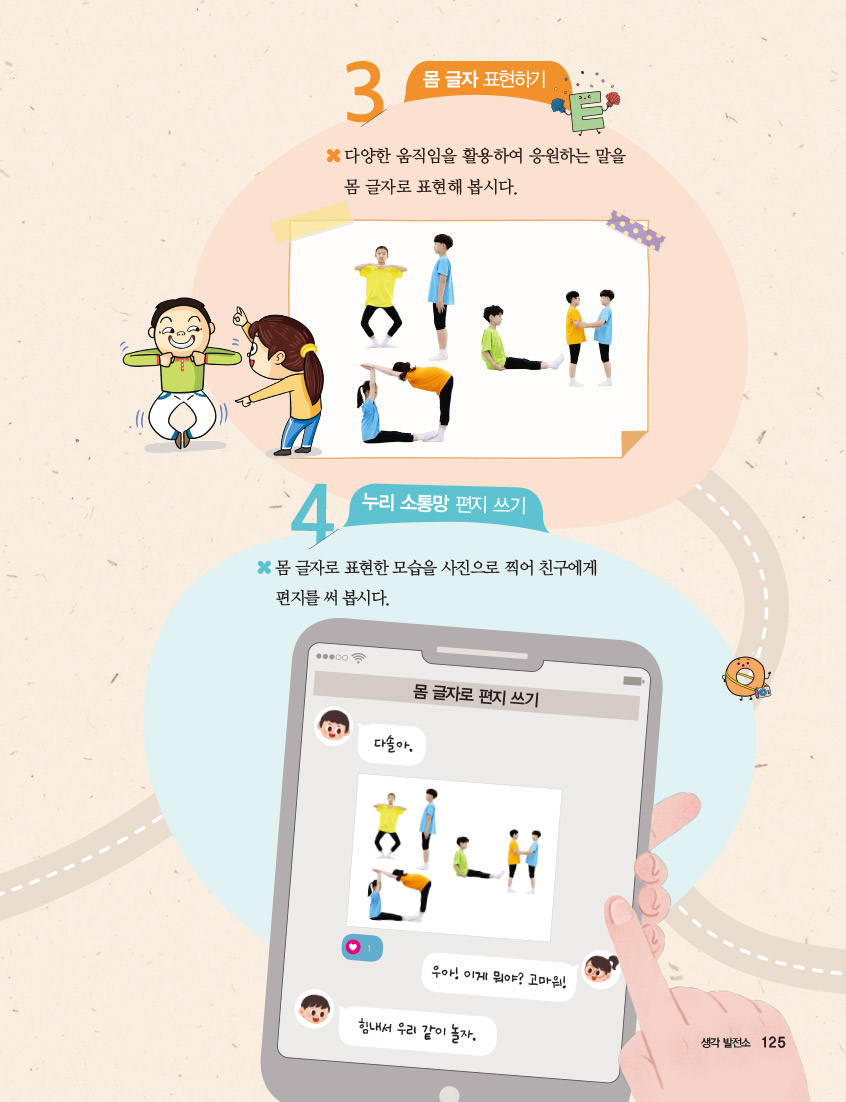 3
몸 글자 표현하기
다양한 움직임을 활용하여 응원하는 말을
몸 글자로 표현해 봅시다.
4
누리 소통망 편지 쓰기
몸 글자로 표현한 모습을 사진으로 찍어 친구에게
편지를 써 봅시다.
몸 글자로 편지 쓰기
다솔아.
1
우아! 이게 뭐야? 고마워!
힘내서 우리 같이 놀자.
생각 발전소 125